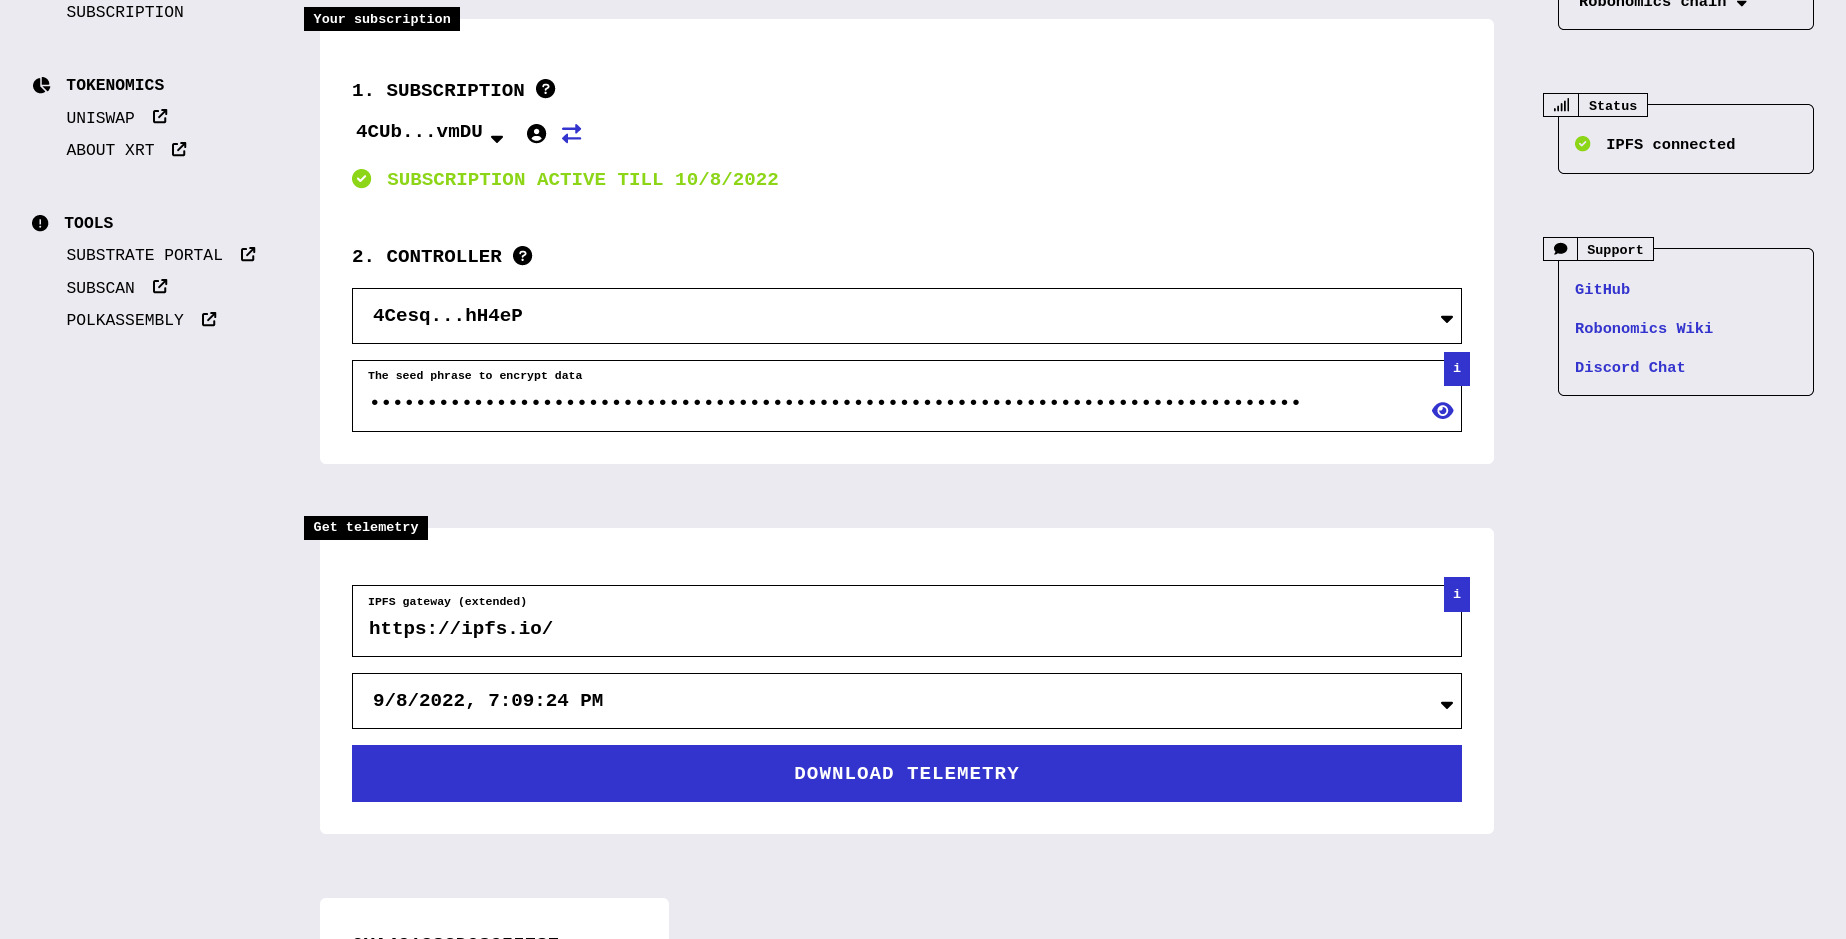 SUBSCRIPTION
TOKENOMICS
UNISWAP
ABOUT XRT
TOOLS
SUBSTRATE PORTAL
SUBSCAN
POLKASSEMBLY
Your subscription
1. SUBSCRIPTION ?
4CUb...vmDU
SUBSCRIPTION ACTIVE TILL 10/8/2022
2. CONTROLLER ?
4Cesq...hH4eP
i
The seed phrase to encrypt data
Get telemetry
i
IPFS gateway (extended)
https://ipfs.io/
9/8/2022, 7:09:24 PM
DOWNLOAD TELEMETRY
Robonomics chain
Status
IPFS connected
Support
GitHub
Robonomics Wiki
Discord Chat